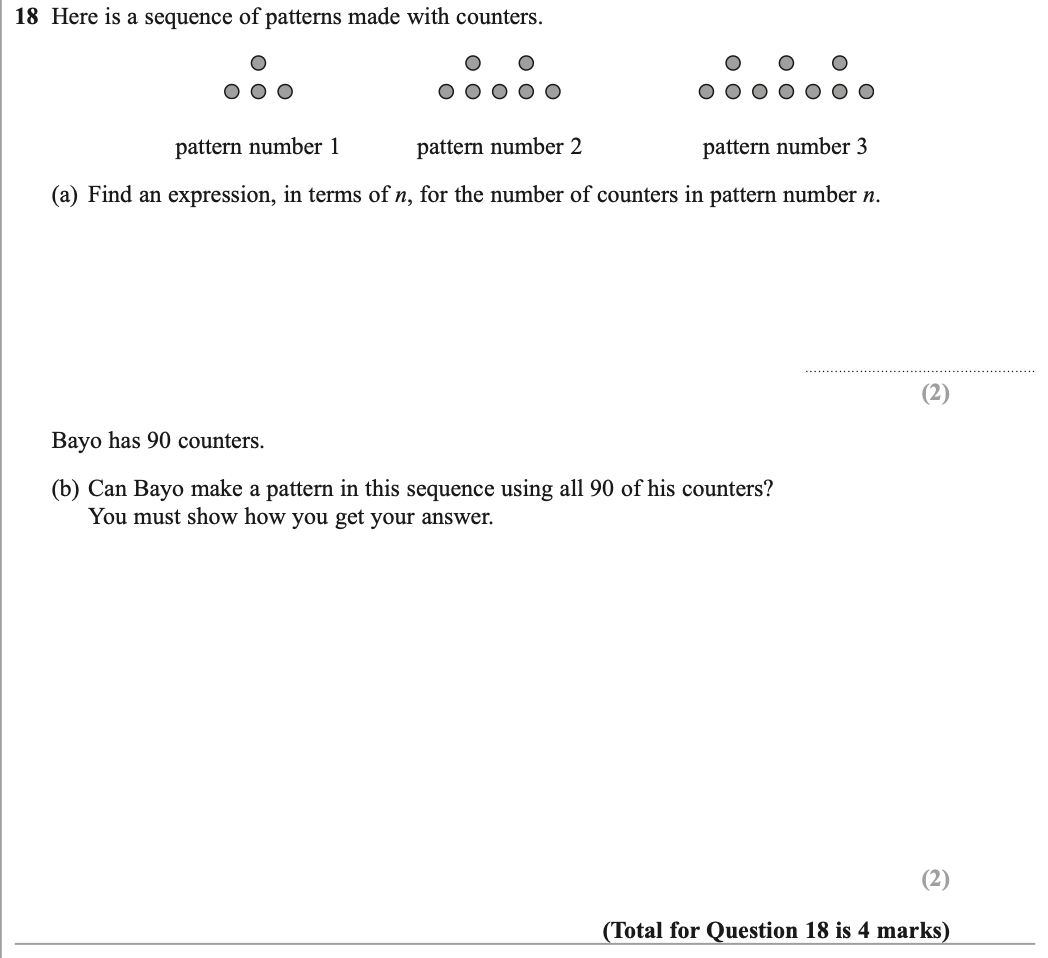 18 Here is a sequence of patterns made with counters.
pattern number 1 pattern number 2 pattern number 3
(a) Find an expression, in terms of n, for the number of counters in pattern number n.
(2)
Bayo has 90 counters.
(b) Can Bayo make a pattern in this sequence using all 90 of his counters?
You must show how you get your answer.
(2)
(Total for Question 18 is 4 marks)